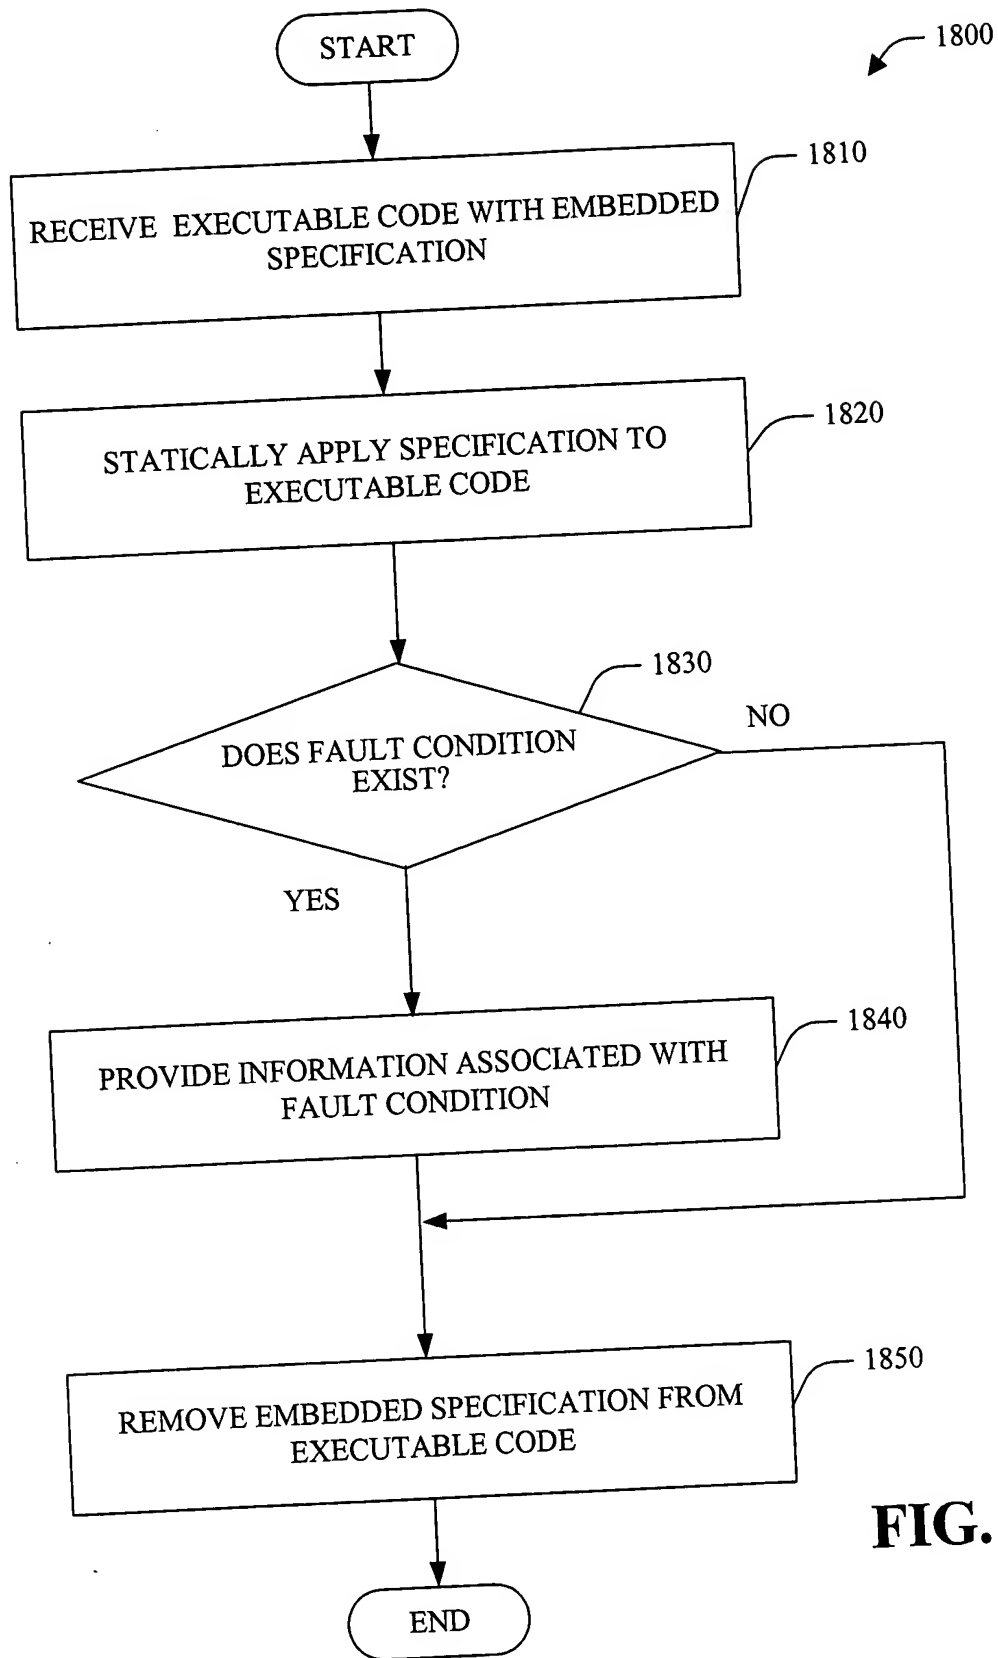 START
1800
1810
RECEIVE EXECUTABLE CODE WITH EMBEDDED
SPECIFICATION
1820
STATICALLY APPLY SPECIFICATION TO
EXECUTABLE CODE
1830
NO
DOES FAULT CONDITION
EXIST?
YES
1840
PROVIDE INFORMATION ASSOCIATED WITH
FAULT CONDITION
1850
REMOVE EMBEDDED SPECIFICATION FROM
EXECUTABLE CODE
FIG.
END